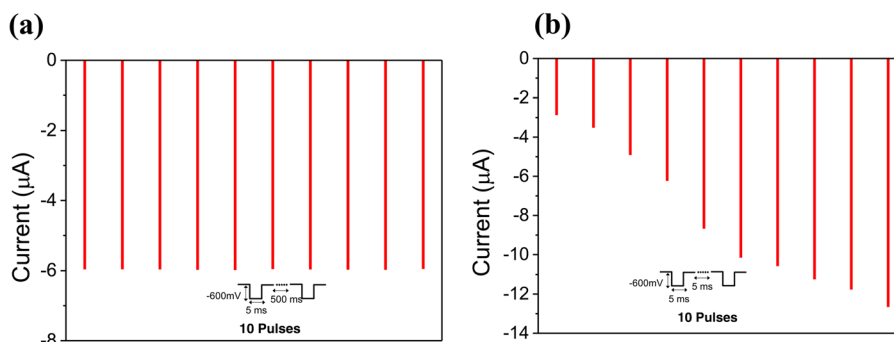 (a)
0
-2
-4
-6
-8
Current (μA)
-600mV
5 ms
500 ms
10 Pulses
(b)
0
-2
-4
-6
-8
-10
-12
-14
Current (μA)
-600mV
5 ms
5 ms
10 Pulses